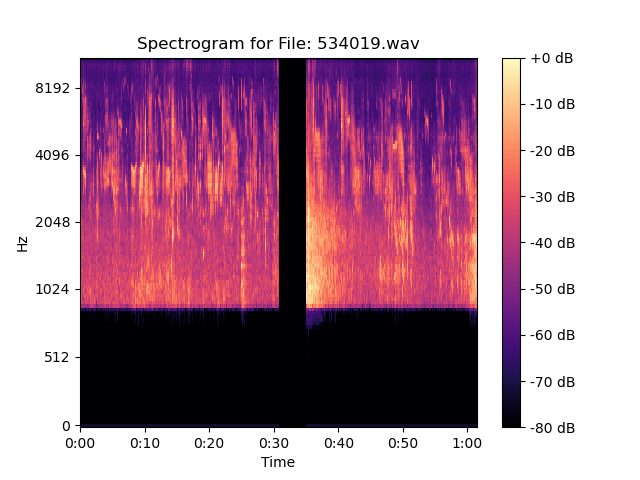 Spectrogram for File: 534019.wav
Hz
8192
4096
2048
1024
512
0
0:00 0:10 0:20 0:30 0:40 0:50 1:00
Time
+0 dB
-10 dB
-20 dB
-30 dB
-40 dB
-50 dB
-60 dB
-70 dB
-80 dB